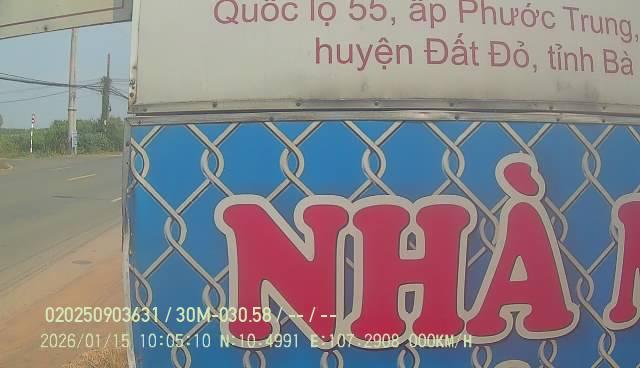 Quốc lộ 55, ấp Phước Trung,
huyện Đất Đỏ, tỉnh Bà
NHÀ
020250903631 / 30M-030.58 / -- / --
2026/01/15 10:05:10 N:10.4991 E:107.2908 000KM/H